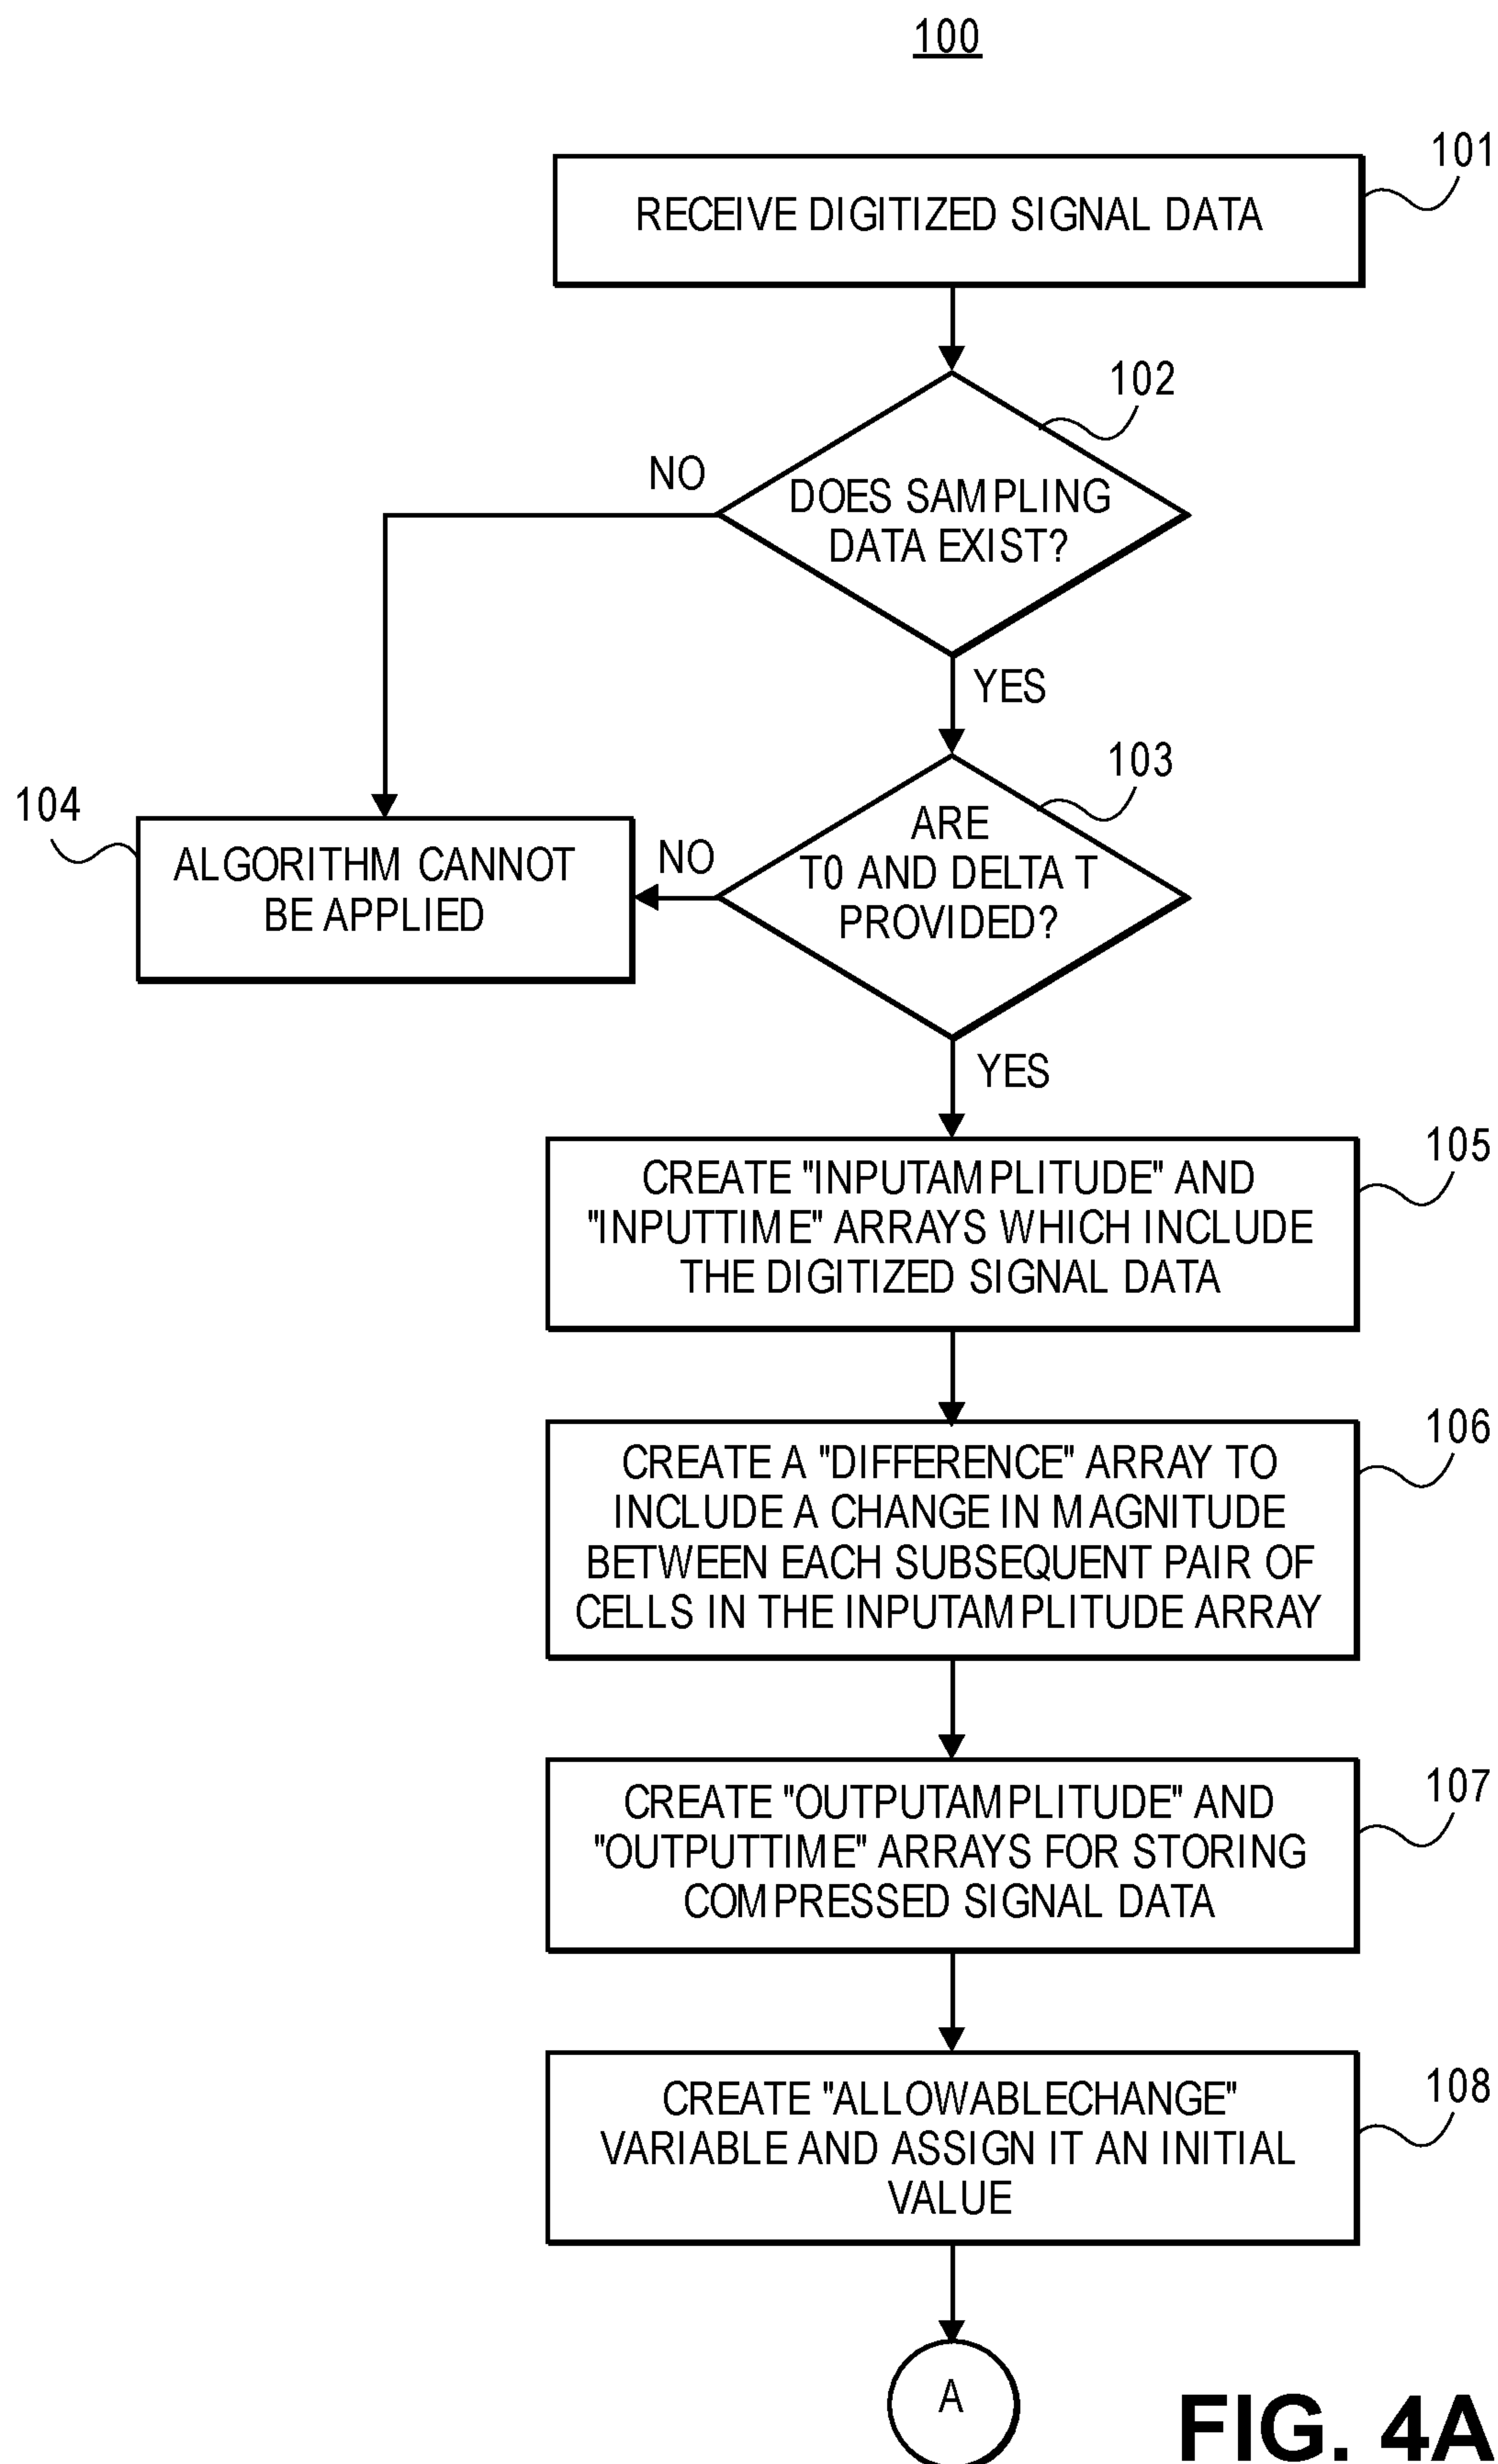 100
101
RECEIVE DIGITIZED SIGNAL DATA
102
NO
DOES SAMPLING
DATA EXIST?
YES
103
104
ARE
T0 AND DELTA T
PROVIDED?
NO
ALGORITHM CANNOT
BE APPLIED
YES
105
CREATE "INPUTAMPLITUDE" AND
"INPUTTIME" ARRAYS WHICH INCLUDE
THE DIGITIZED SIGNAL DATA
106
CREATE A "DIFFERENCE" ARRAY TO
INCLUDE A CHANGE IN MAGNITUDE
BETWEEN EACH SUBSEQUENT PAIR OF
CELLS IN THE INPUTAMPLITUDE ARRAY
107
CREATE "OUTPUTAMPLITUDE" AND
"OUTPUTTIME" ARRAYS FOR STORING
COMPRESSED SIGNAL DATA
108
CREATE "ALLOWABLECHANGE"
VARIABLE AND ASSIGN IT AN INITIAL
VALUE
A
FIG. 4A